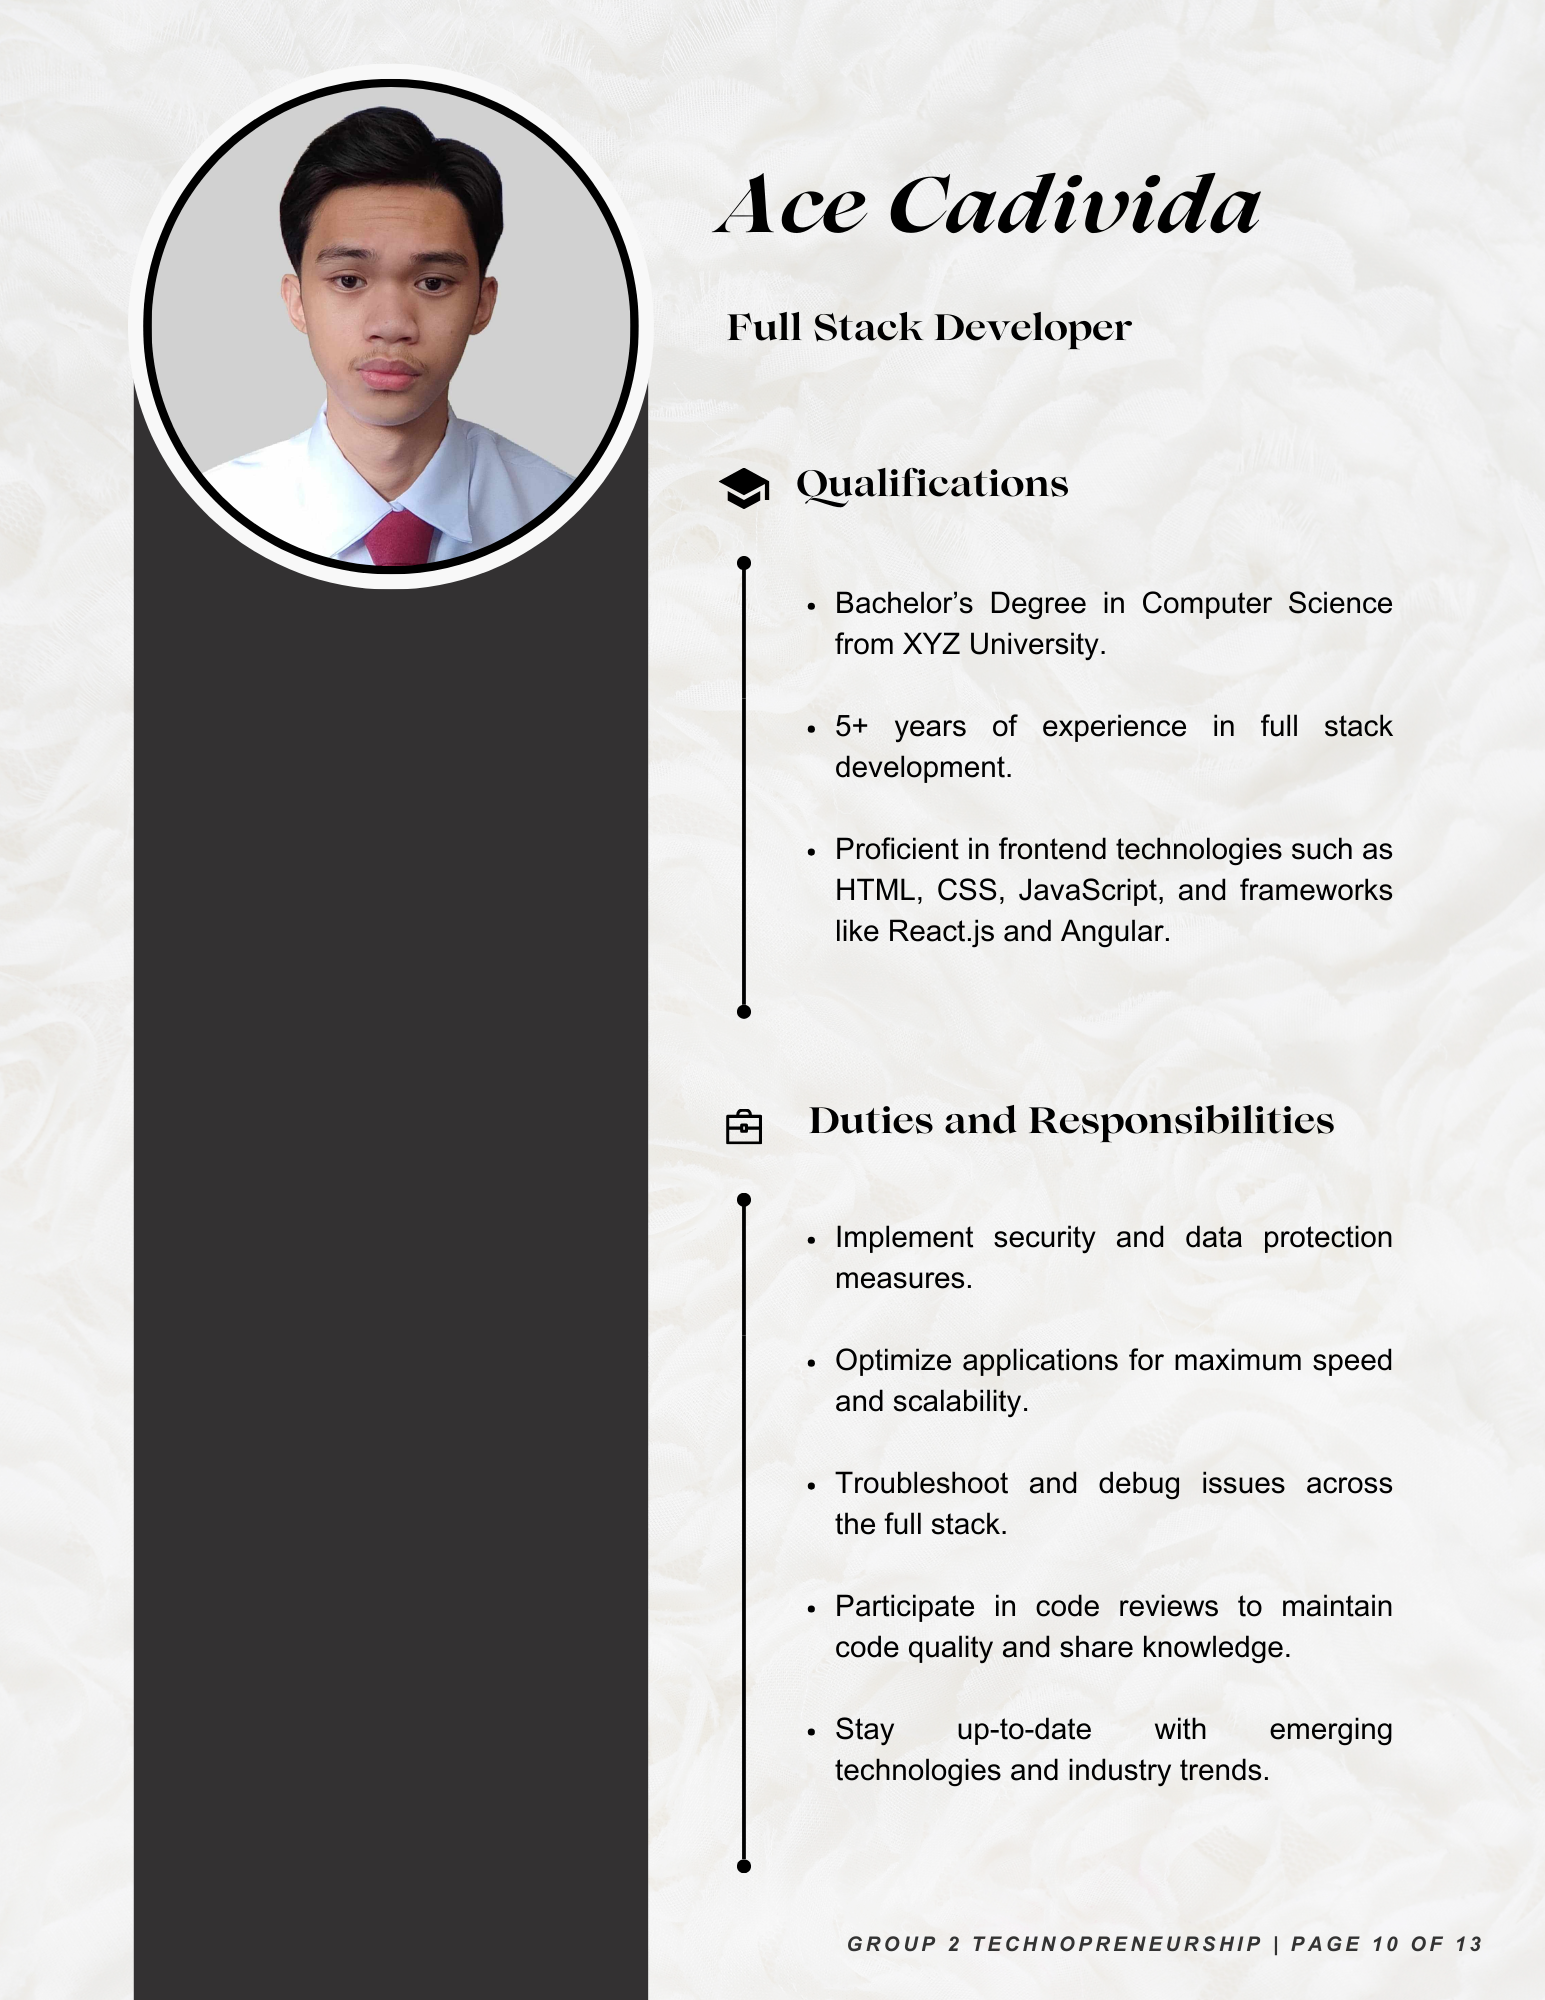 Ace Cadivida
Full Stack Developer
Qualifications
• Bachelor’s Degree in Computer Science
from XYZ University.
• 5+ years of experience in full stack
development.
• Proficient in frontend technologies such as
HTML, CSS, JavaScript, and frameworks
like React.js and Angular.
Duties and Responsibilities
• Implement security and data protection
measures.
• Optimize applications for maximum speed
and scalability.
• Troubleshoot and debug issues across
the full stack.
• Participate in code reviews to maintain
code quality and share knowledge.
• Stay up-to-date with emerging
technologies and industry trends.
GROUP 2 TECHNOPRENEURSHIP | PAGE 10 OF 13